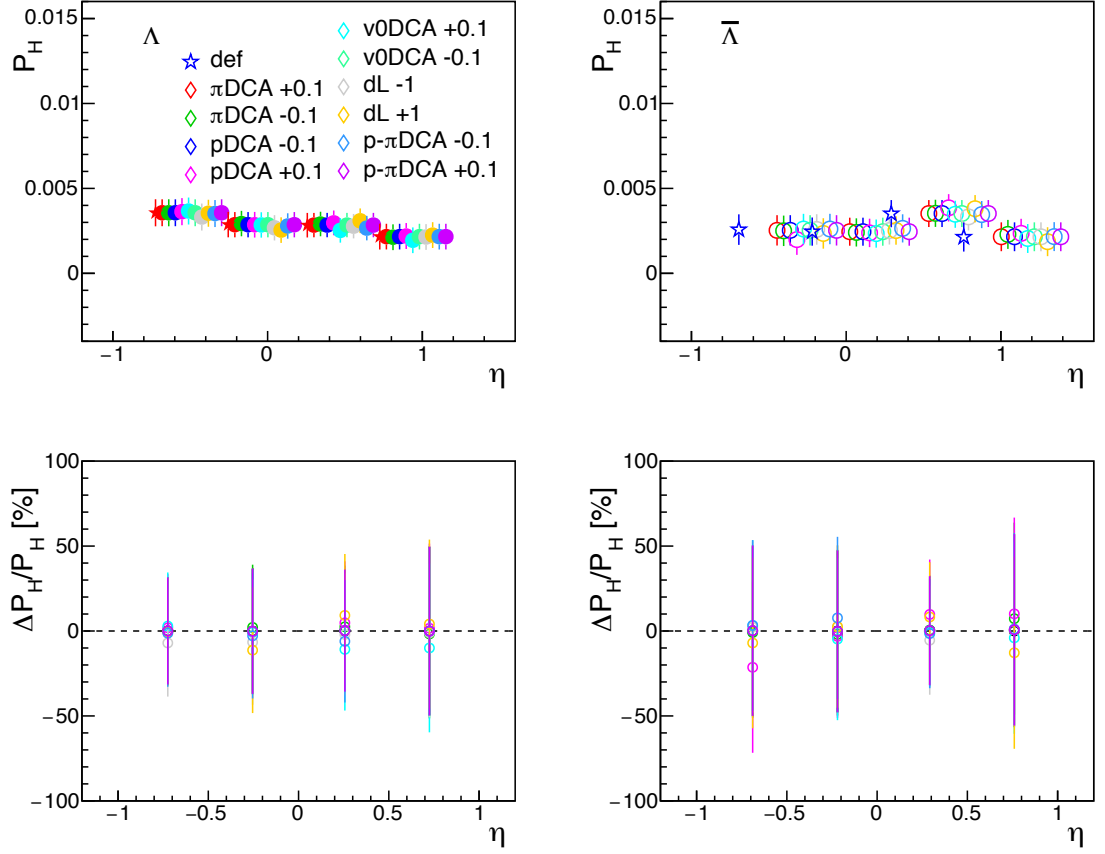 P_H
0.015
0.01
0.005
0
−1
0
1
η
Λ
def
πDCA +0.1
πDCA -0.1
pDCA -0.1
pDCA +0.1
v0DCA +0.1
v0DCA -0.1
dL -1
dL +1
p-πDCA -0.1
p-πDCA +0.1
P_H
0.015
0.01
0.005
0
−1
0
1
η
Λ̅
ΔP_H/P_H [%]
100
50
0
−50
−100
−1
−0.5
0
0.5
1
η
ΔP_H/P_H [%]
100
50
0
−50
−100
−1
−0.5
0
0.5
1
η